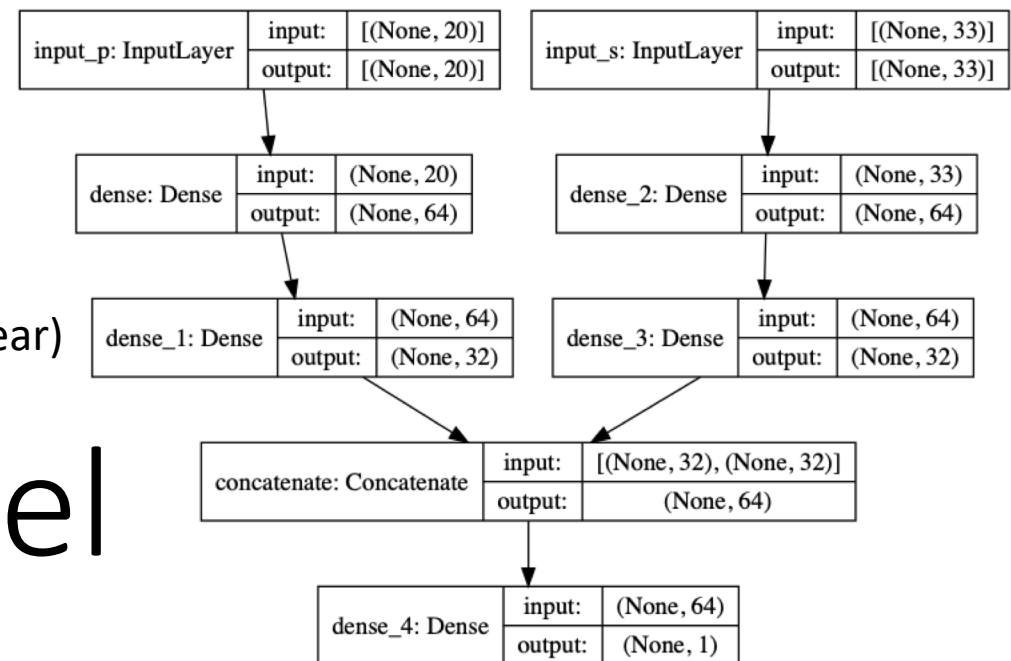 input_p: InputLayer input: [(None, 20)]
output: [(None, 20)]
input_s: InputLayer input: [(None, 33)]
output: [(None, 33)]
dense: Dense input: (None, 20)
output: (None, 64)
dense_2: Dense input: (None, 33)
output: (None, 64)
ear)
dense_1: Dense input: (None, 64)
output: (None, 32)
dense_3: Dense input: (None, 64)
output: (None, 32)
el
concatenate: Concatenate input: [(None, 32), (None, 32)]
output: (None, 64)
dense_4: Dense input: (None, 64)
output: (None, 1)